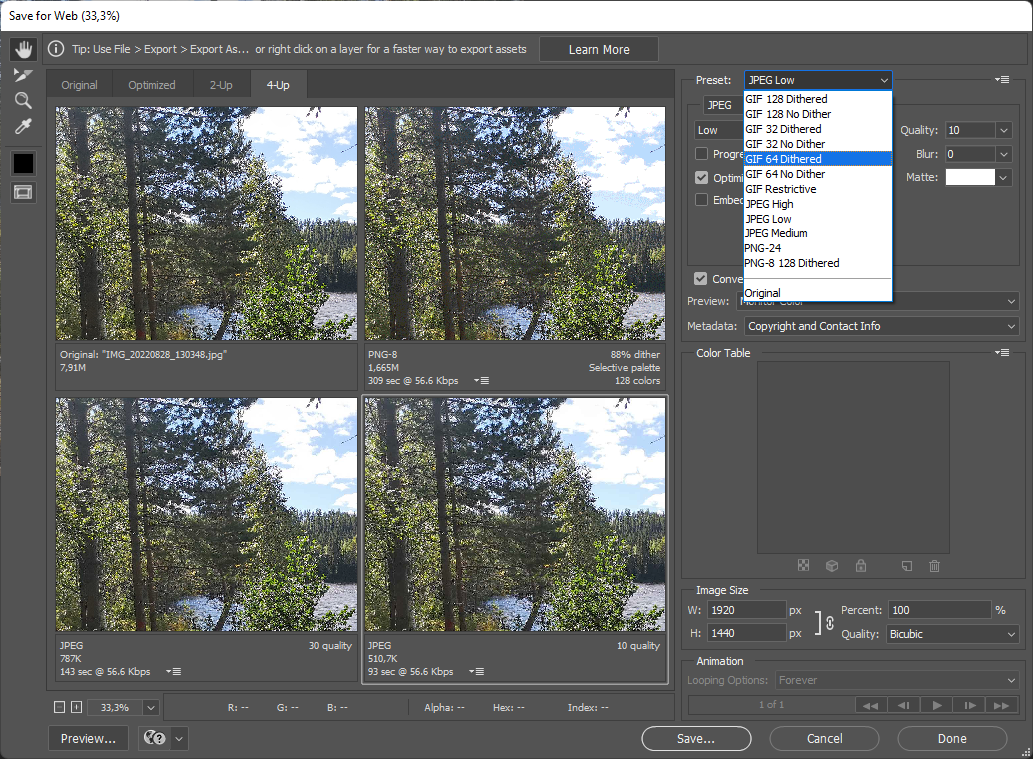 Save for Web (33,3%)
Tip: Use File > Export > Export As... or right click on a layer for a faster way to export assets
Learn More
Original
Optimized
2-Up
4-Up
Original: "IMG_20220828_130348.jpg"
7,91M
PNG-8
1,665M
309 sec @ 56.6 Kbps
88% dither
Selective palette
128 colors
JPEG
787K
143 sec @ 56.6 Kbps
30 quality
JPEG
510,7K
93 sec @ 56.6 Kbps
10 quality
Preset: JPEG Low
GIF 128 Dithered
GIF 128 No Dither
GIF 32 Dithered
GIF 32 No Dither
GIF 64 Dithered
GIF 64 No Dither
GIF Restrictive
JPEG High
JPEG Low
JPEG Medium
PNG-24
PNG-8 128 Dithered
Original
JPEG
Low
Progre
Optim
Embed
Quality: 10
Blur: 0
Matte:
Conve
Preview: Monitor Color
Metadata: Copyright and Contact Info
Color Table
Image Size
W: 1920 px
H: 1440 px
Percent: 100 %
Quality: Bicubic
Animation
Looping Options: Forever
1 of 1
33,3%
R: -- G: -- B: -- Alpha: -- Hex: -- Index: --
Preview...
Save...
Cancel
Done